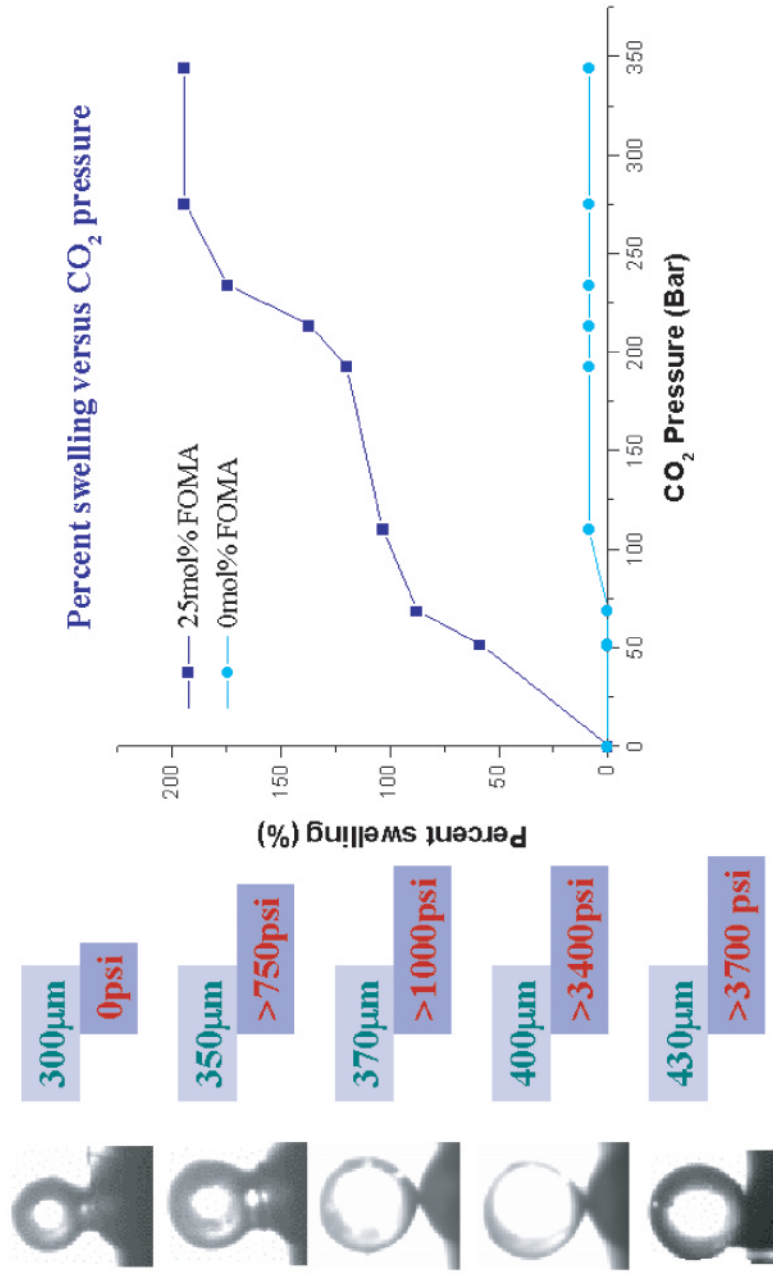 300µm
0psi
350µm
>750psi
370µm
>1000psi
400µm
>3400psi
430µm
>3700 psi
Percent swelling versus CO₂ pressure
25mol% FOMA
0mol% FOMA
Percent swelling (%)
200
150
100
50
0
0
50
100
150
200
250
300
350
CO₂ Pressure (Bar)